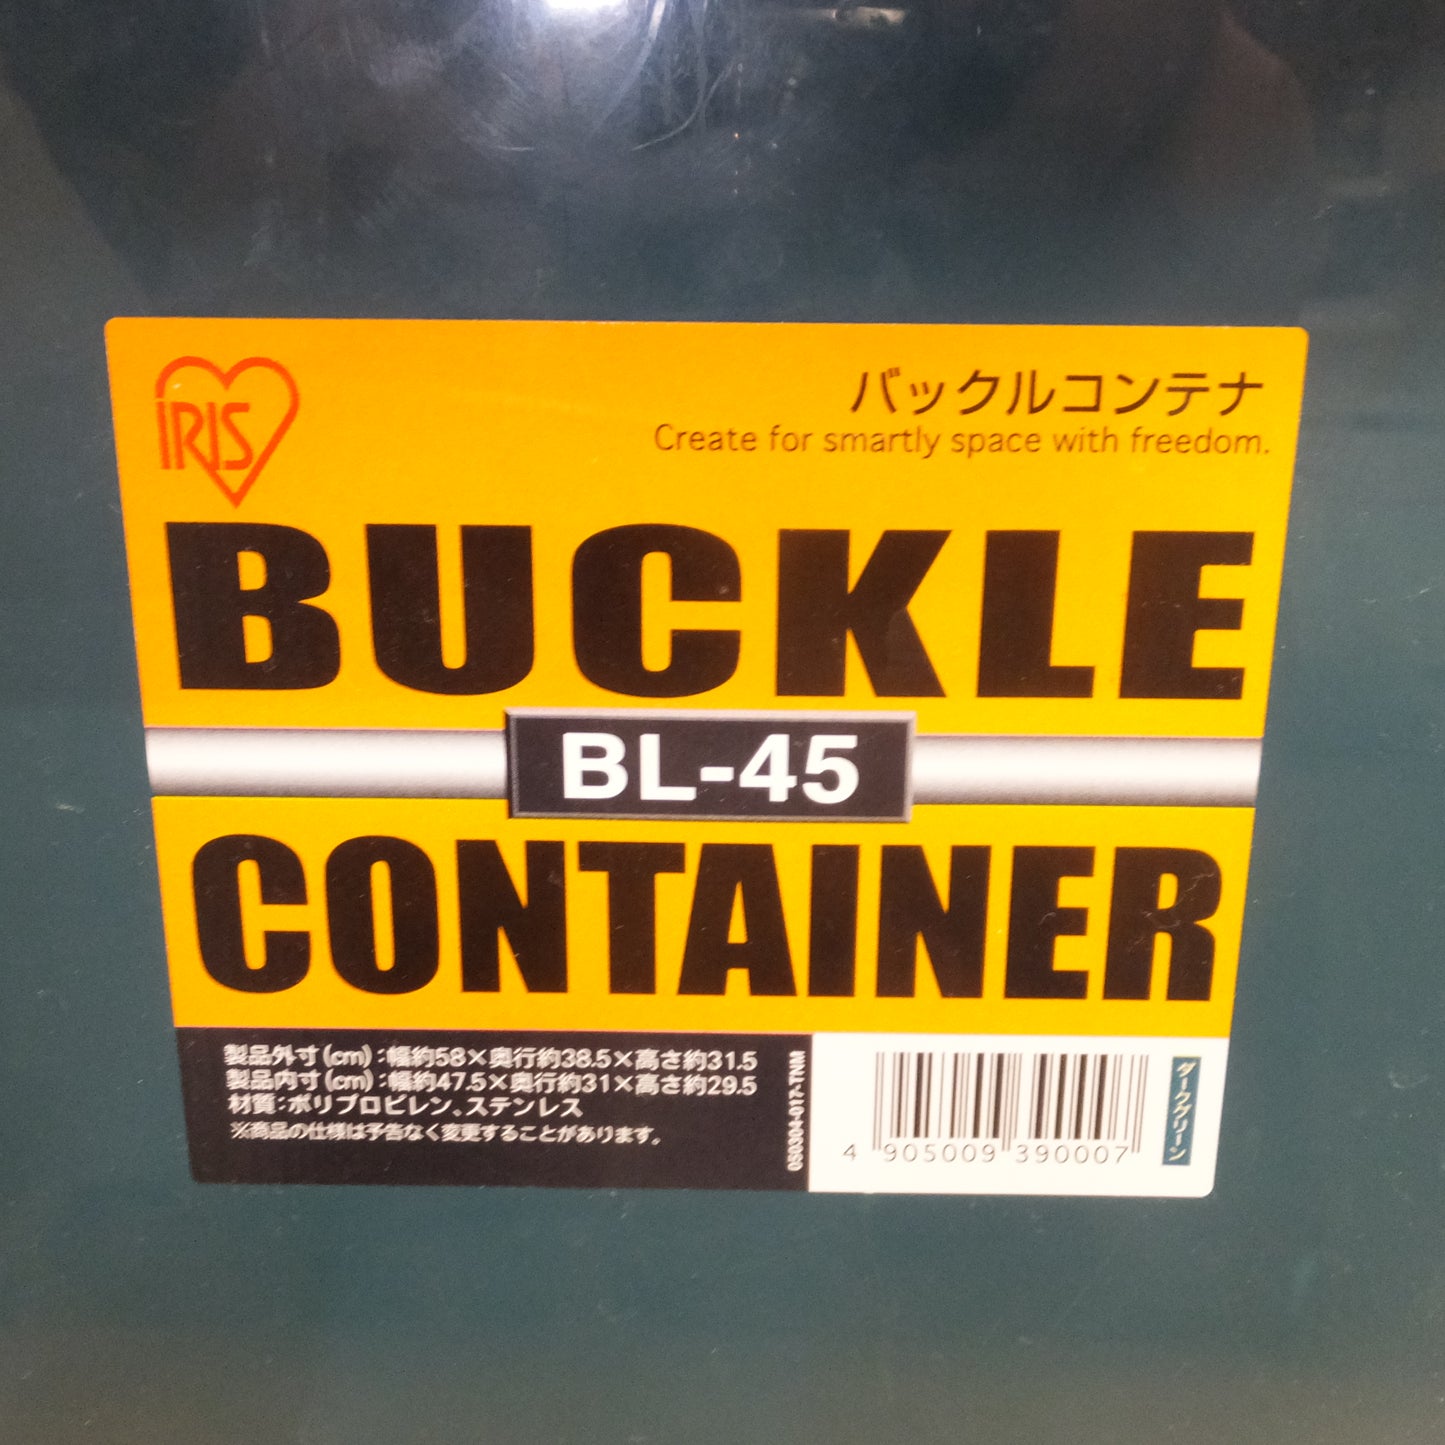 IRIS
バックルコンテナ
Create for smartly space with freedom.
BUCKLE
BL-45
CONTAINER
製品外寸(cm):幅約58×奥行約38.5×高さ約31.5
製品内寸(cm):幅約47.5×奥行約31×高さ約29.5
材質:ポリプロピレン、ステンレス
※商品の仕様は予告なく変更することがあります。
050304-017-TNM
4 905009 390007
ダークグリーン